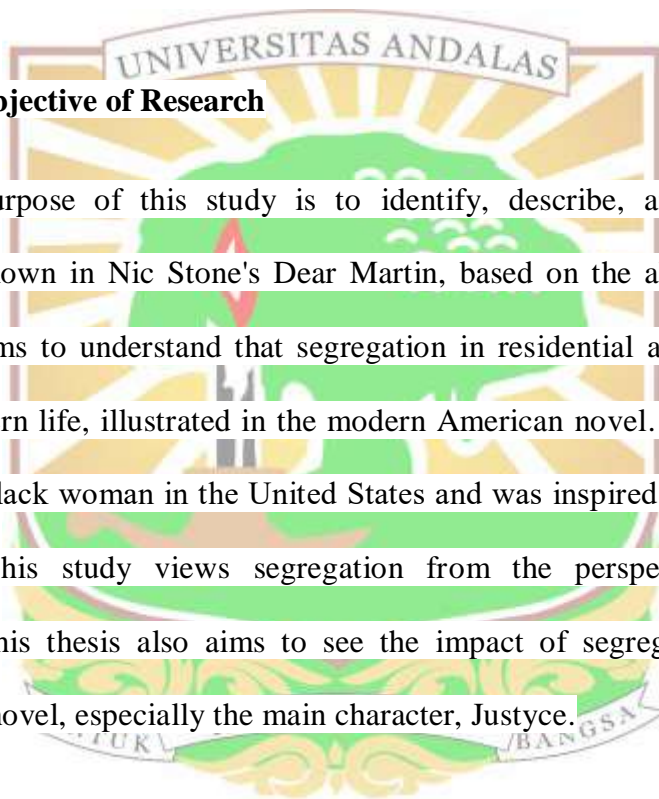 UNIVERSITAS ANDALAS
bjective of Research
urpose of this study is to identify, describe, a
own in Nic Stone's Dear Martin, based on the a
ms to understand that segregation in residential a
rn life, illustrated in the modern American novel.
lack woman in the United States and was inspired
his study views segregation from the perspe
his thesis also aims to see the impact of segreg
novel, especially the main character, Justyce.
TUK BANGSA